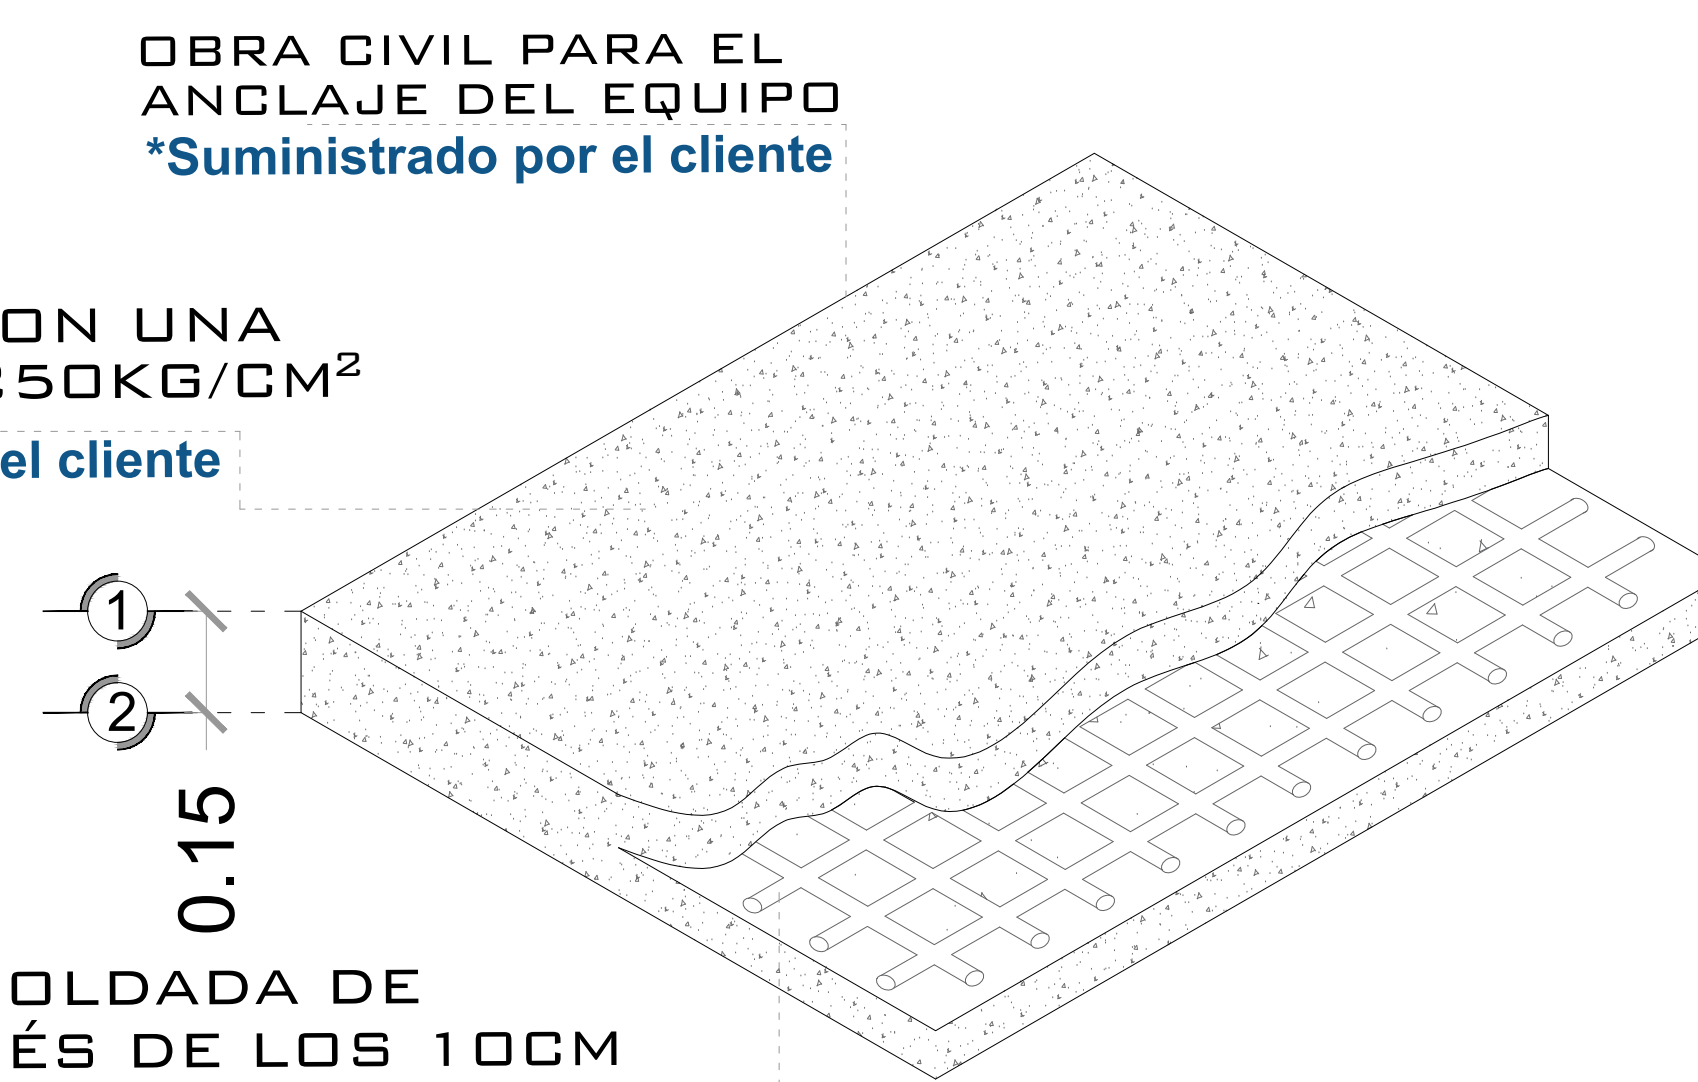 OBRA CIVIL PARA EL
ANCLAJE DEL EQUIPO
*Suministrado por el cliente
ON UNA
250KG/CM²
el cliente
1
2
0.15
OLDADA DE
ÉS DE LOS 10CM